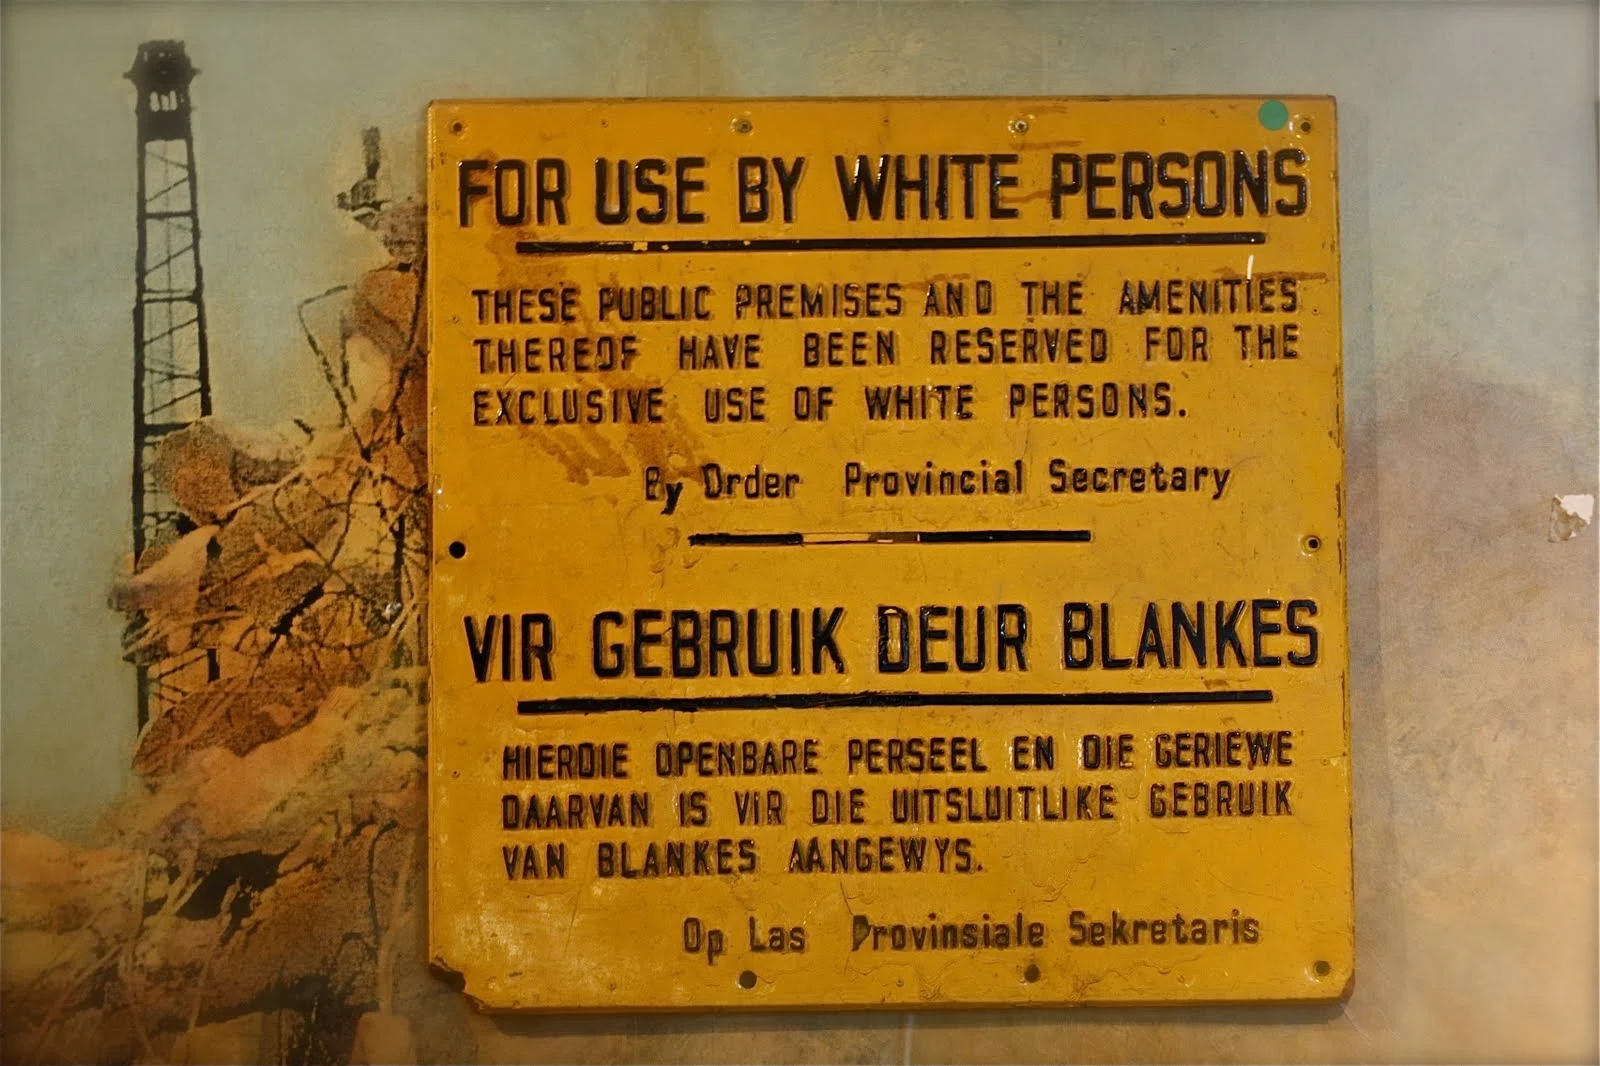 FOR USE BY WHITE PERSONS
THESE PUBLIC PREMISES AND THE AMENITIES
THEREOF HAVE BEEN RESERVED FOR THE
EXCLUSIVE USE OF WHITE PERSONS.
By Order Provincial Secretary
VIR GEBRUIK DEUR BLANKES
HIERDIE OPENBARE PERSEEL EN DIE GERIEWE
DAARVAN IS VIR DIE UITSLUITLIKE GEBRUIK
VAN BLANKES AANGEWYS.
Op Las Provinsiale Sekretaris